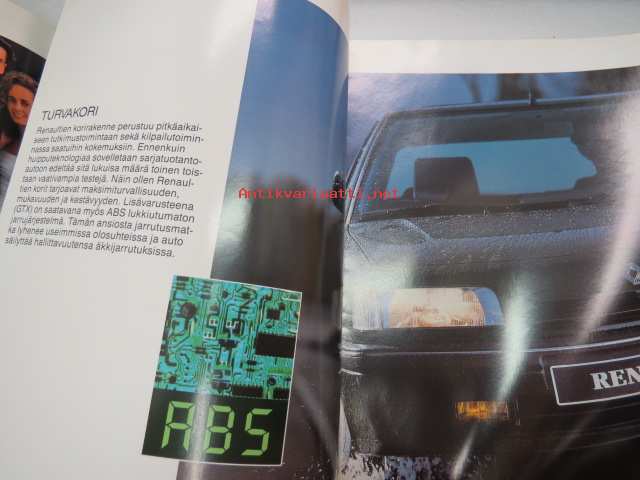 TURVAKORI
Renaultien korirakenne perustuu pitkäaikai-
seen tutkimustoimintaan sekä kilpailutoimin-
nassa saatuihin kokemuksiin. Ennenkuin
huipputeknologiaa sovelletaan sarjatuotanto-
autoon edeltää sitä lukuisa määrä toinen tois-
taan vaativampia testejä. Näin ollen Renaul-
tien korit tarjoavat maksimiturvallisuuden,
mukavuuden ja kestävyyden. Lisävarusteena
(GTX) on saatavana myös ABS lukkiutumaton
jarrujärjestelmä. Tämän ansiosta jarrutusmat-
ka lyhenee useimmissa olosuhteissa ja auto
säilyttää hallittavuutensa äkkijarrutuksissa.
Antikvariaatit.net
ABS
REN